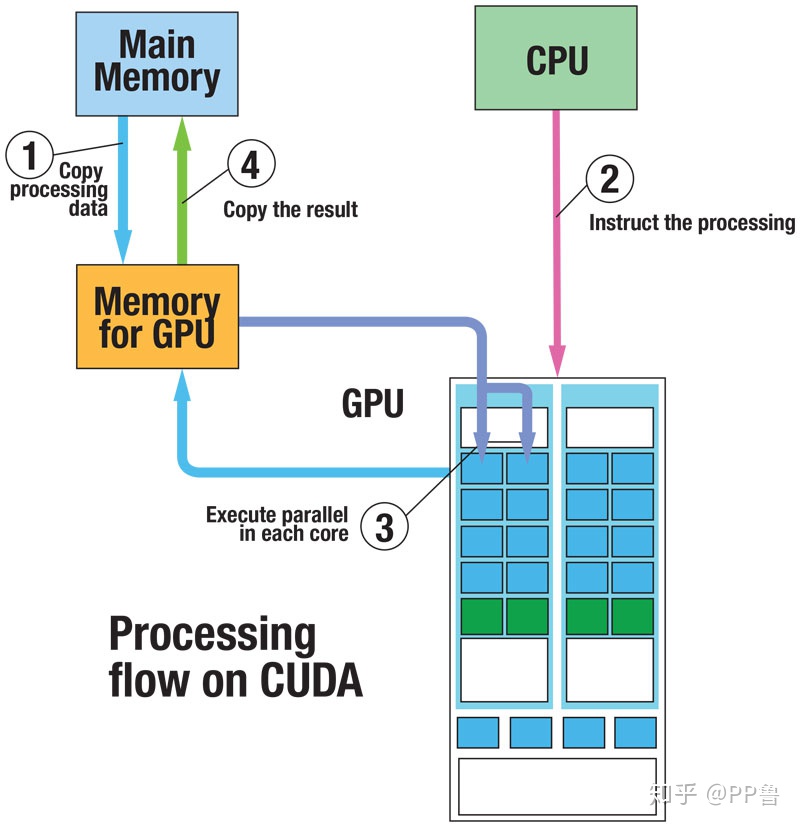 Main
Memory
CPU
1
Copy
processing
data
4
Copy the result
2
Instruct the processing
Memory
for GPU
GPU
Execute parallel
in each core
3
Processing
flow on CUDA
知乎 @PP鲁